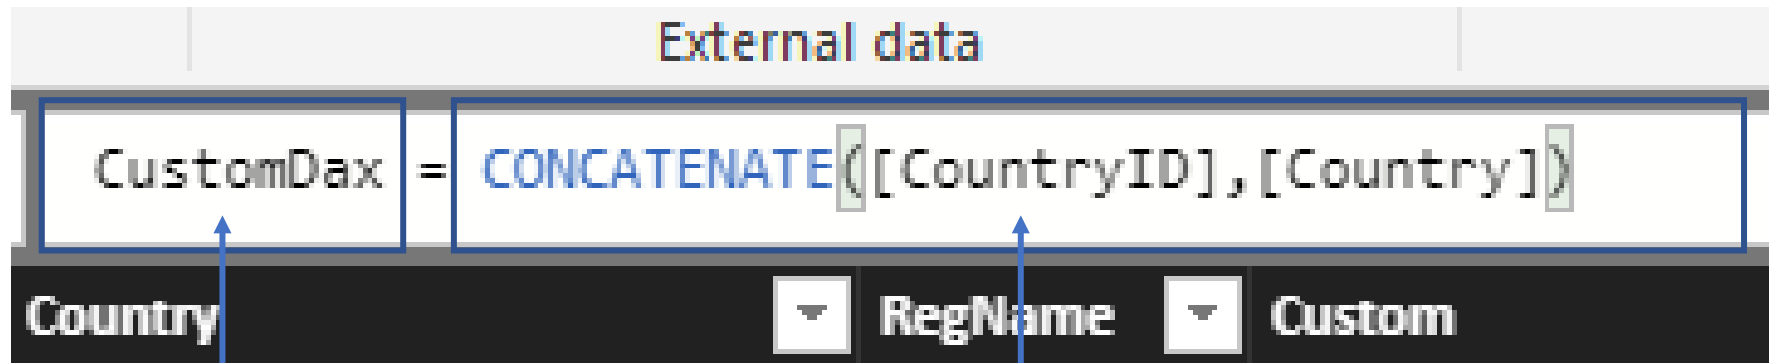 External data
CustomDax = CONCATENATE([CountryID],[Country])
Country RegName Custom